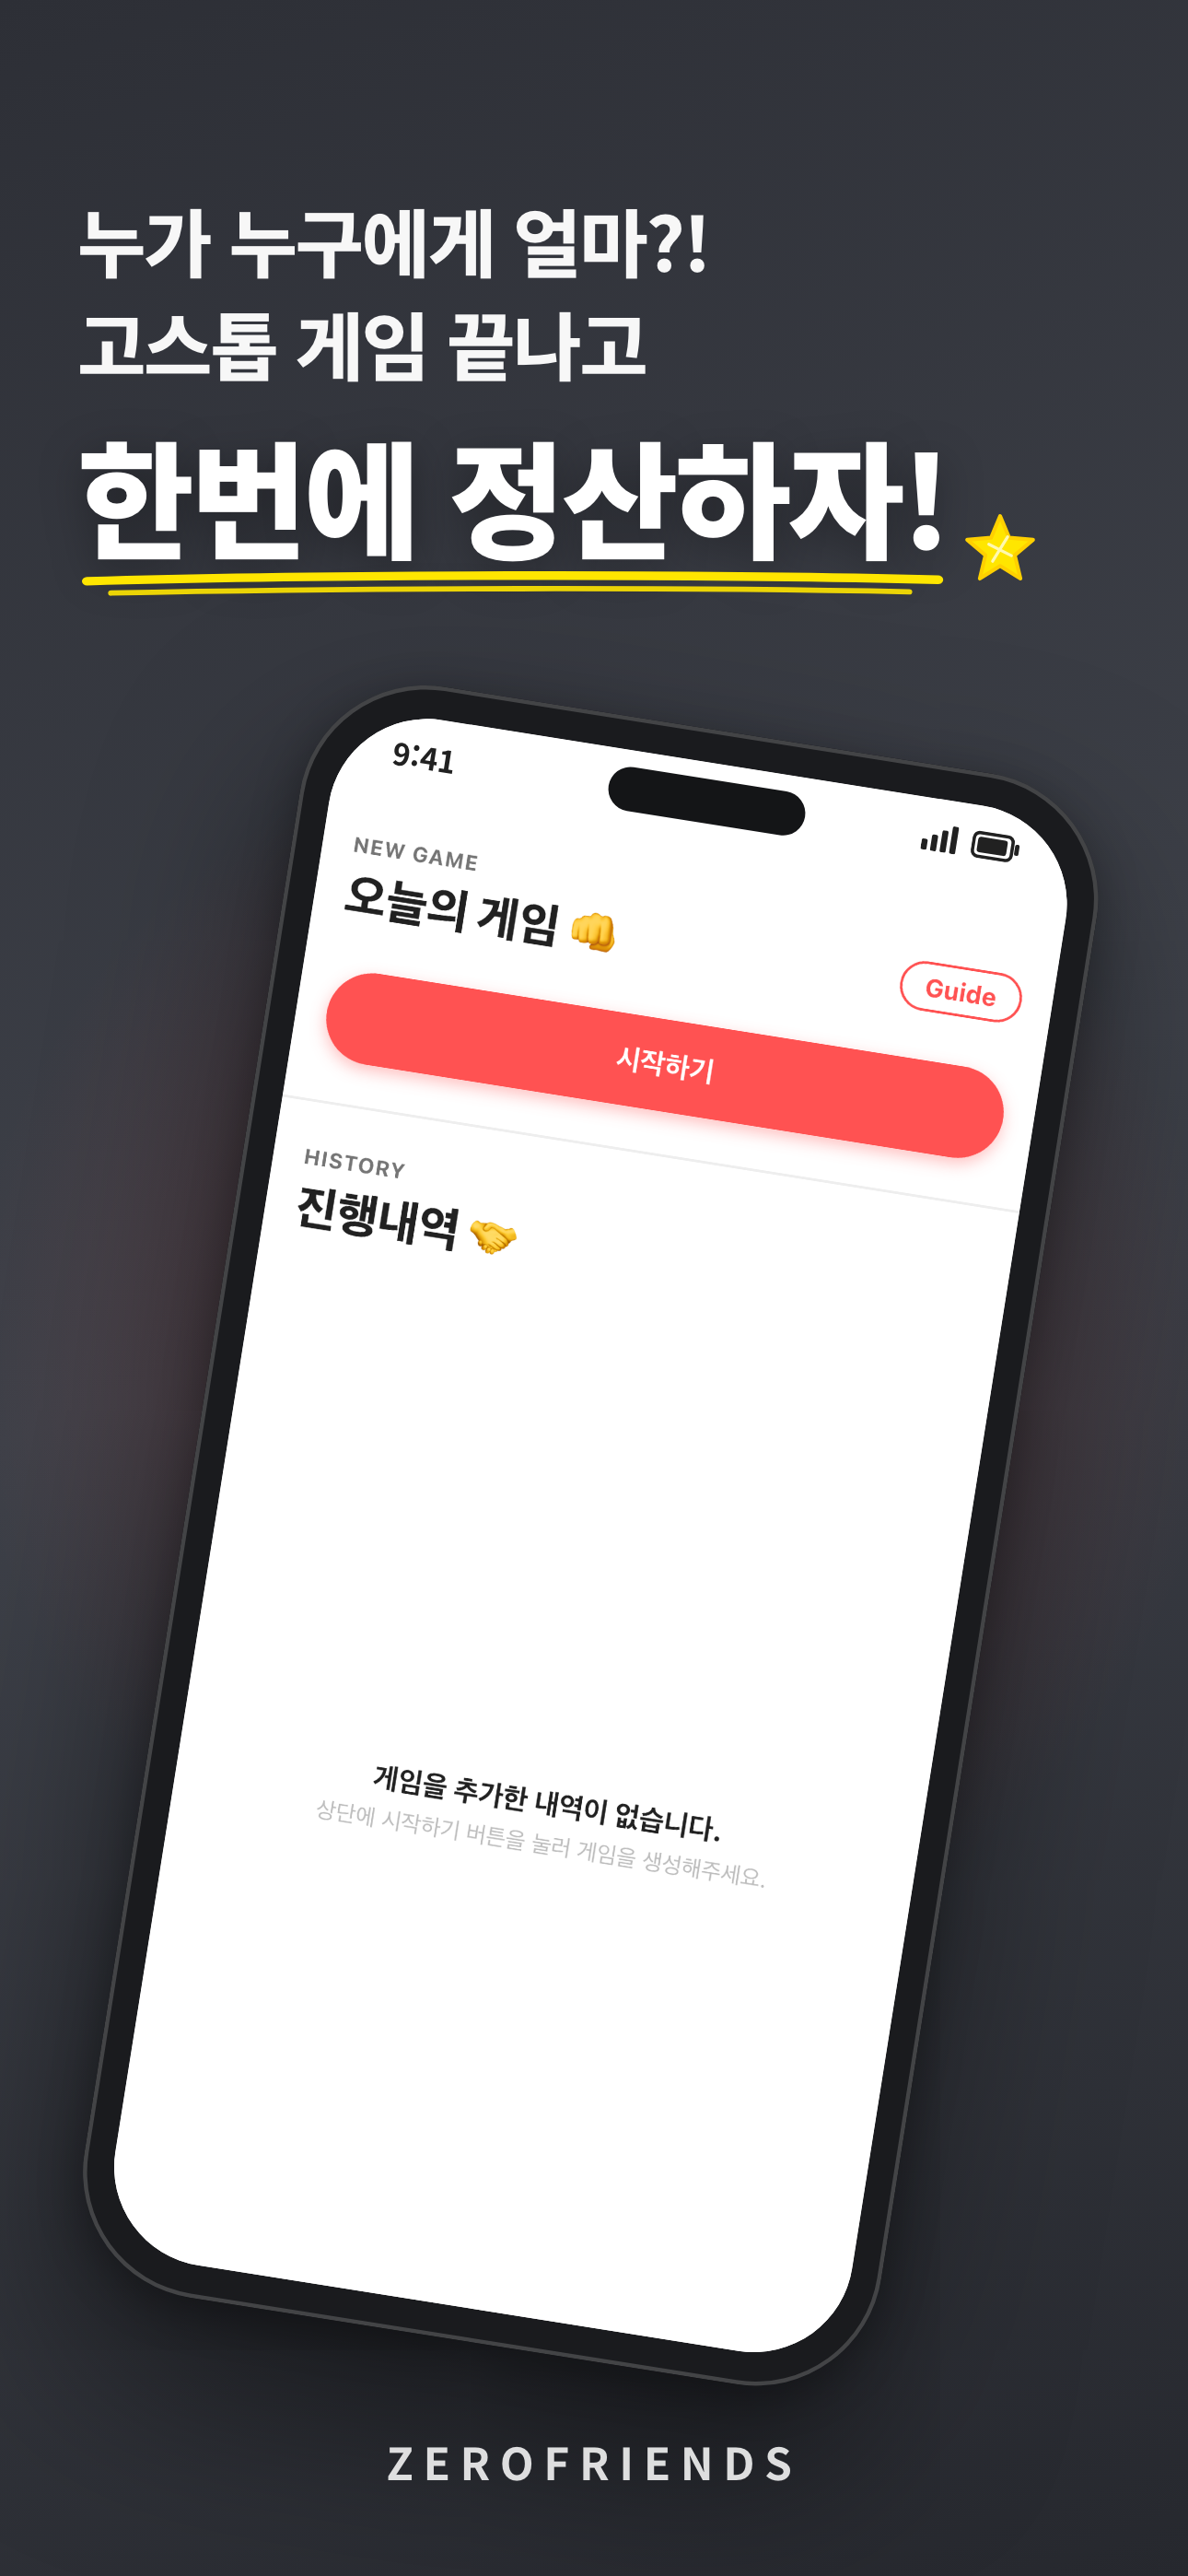 누가 누구에게 얼마?!
고스톱 게임 끝나고
한번에 정산하자!
9:41
NEW GAME
오늘의 게임 👊
Guide
시작하기
HISTORY
진행내역 🤝
게임을 추가한 내역이 없습니다.
상단에 시작하기 버튼을 눌러 게임을 생성해주세요.
ZEROFRIENDS